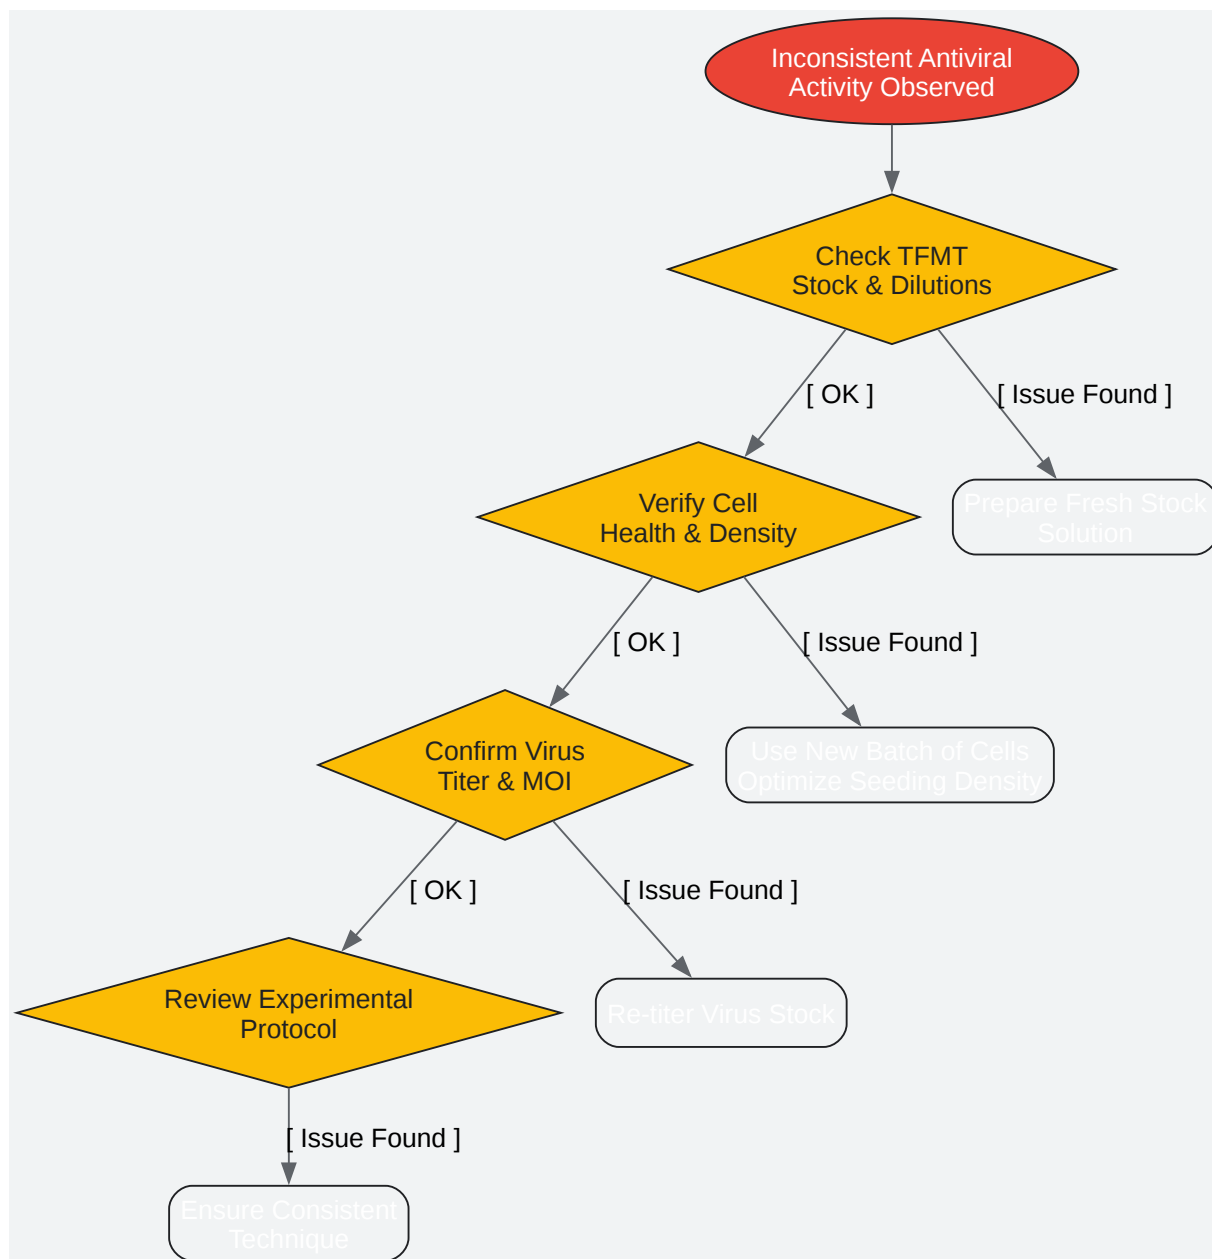 Inconsistent Antiviral
Activity Observed
Check TFMT
Stock & Dilutions
[ OK ]
[ Issue Found ]
Verify Cell
Health & Density
Prepare Fresh Stock
Solution
[ OK ]
[ Issue Found ]
Confirm Virus
Titer & MOI
Use New Batch of Cells
Optimize Seeding Density
[ OK ]
[ Issue Found ]
Review Experimental
Protocol
Re-titer Virus Stock
[ Issue Found ]
Ensure Consistent
Technique